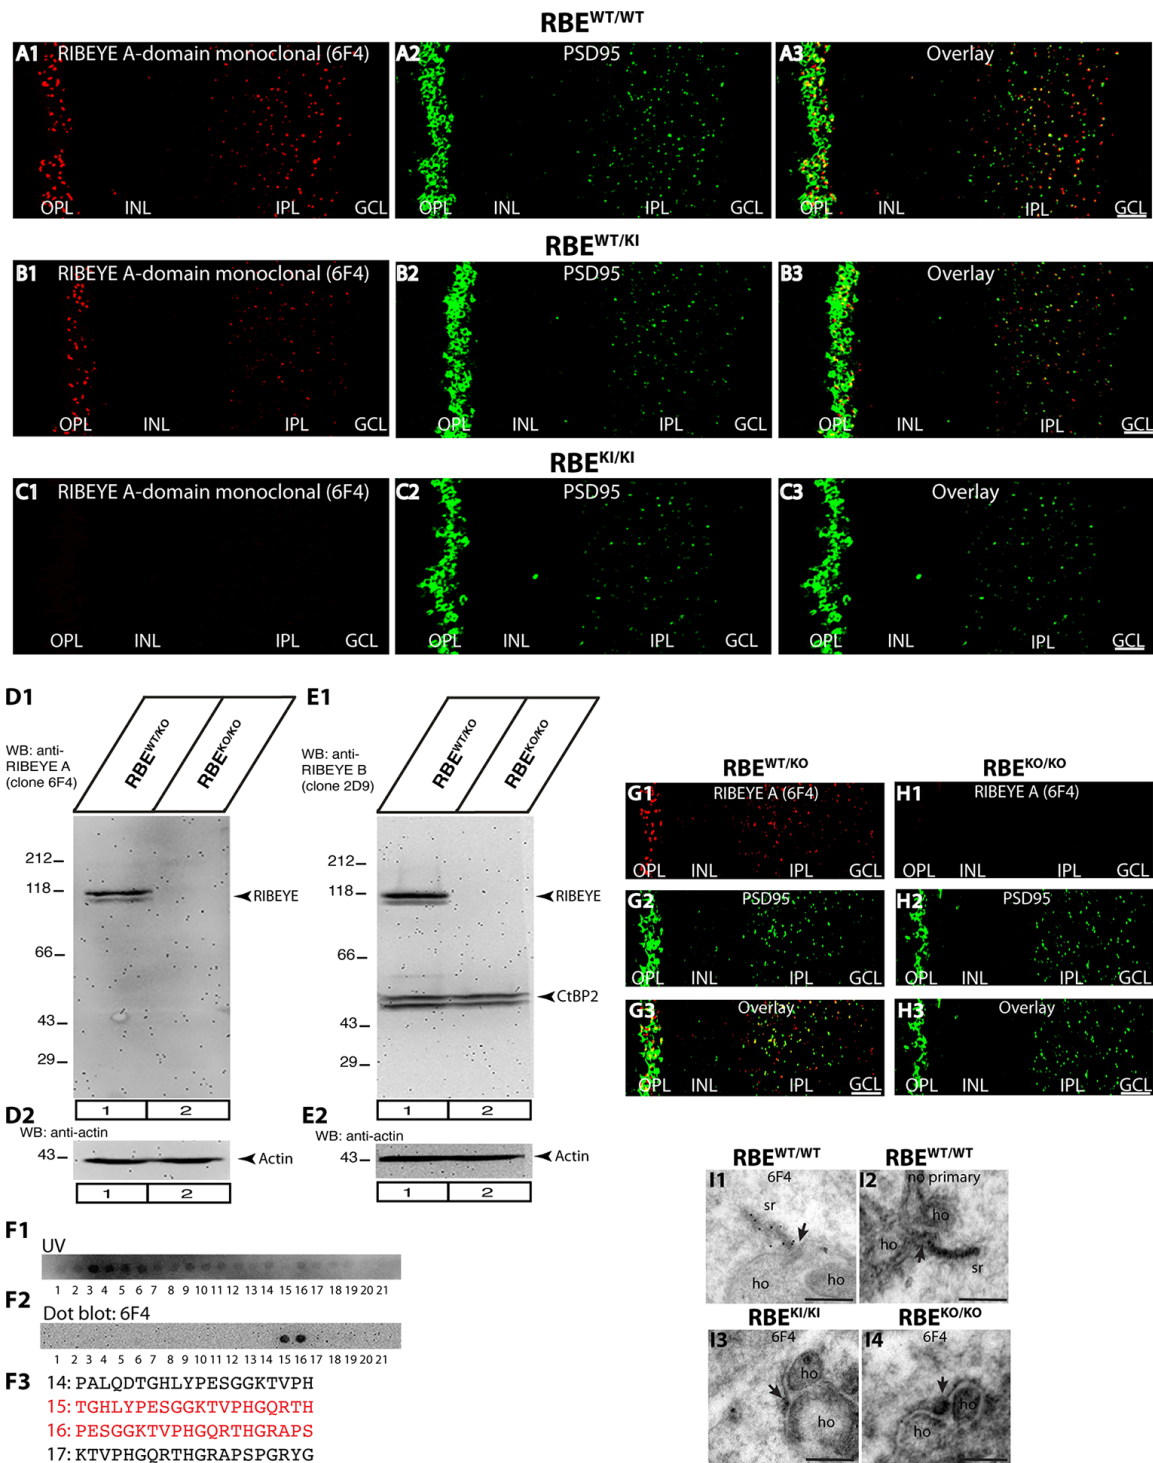 RBE^WT/WT
A1 RIBEYE A-domain monoclonal (6F4)
A2 PSD95
A3 Overlay
OPL INL IPL GCL
OPL INL IPL GCL
OPL INL IPL GCL
RBE^WT/KI
B1 RIBEYE A-domain monoclonal (6F4)
B2 PSD95
B3 Overlay
OPL INL IPL GCL
OPL INL IPL GCL
OPL INL IPL GCL
RBE^KI/KI
C1 RIBEYE A-domain monoclonal (6F4)
C2 PSD95
C3 Overlay
OPL INL IPL GCL
OPL INL IPL GCL
OPL INL IPL GCL
D1
WB: anti-
RIBEYE A
(clone 6F4)
RBE^WT/KO
RBE^KO/KO
212
118
66
43
29
RIBEYE
1 2
D2
WB: anti-actin
43
Actin
1 2
E1
WB: anti-
RIBEYE B
(clone 2D9)
RBE^WT/KO
RBE^KO/KO
212
118
66
43
29
RIBEYE
CtBP2
1 2
E2
WB: anti-actin
43
Actin
1 2
F1
UV
1 2 3 4 5 6 7 8 9 10 11 12 13 14 15 16 17 18 19 20 21
F2
Dot blot: 6F4
1 2 3 4 5 6 7 8 9 10 11 12 13 14 15 16 17 18 19 20 21
F3
14: PALQDTGHLYPESGGKTVPH
15: TGHLYPESGGKTVPHGQRTH
16: PESGGKTVPHGQRTHGRAPS
17: KTVPHGQRTHGRAPSPGRYG
RBE^WT/KO
G1 RIBEYE A (6F4)
OPL INL IPL GCL
G2 PSD95
OPL INL IPL GCL
G3 Overlay
OPL INL IPL GCL
RBE^KO/KO
H1 RIBEYE A (6F4)
OPL INL IPL GCL
H2 PSD95
OPL INL IPL GCL
H3 Overlay
OPL INL IPL GCL
RBE^WT/WT
I1 6F4
sr
ho
ho
RBE^WT/WT
I2 no primary
ho
ho
sr
RBE^KI/KI
I3 6F4
ho
ho
RBE^KO/KO
I4 6F4
ho
ho